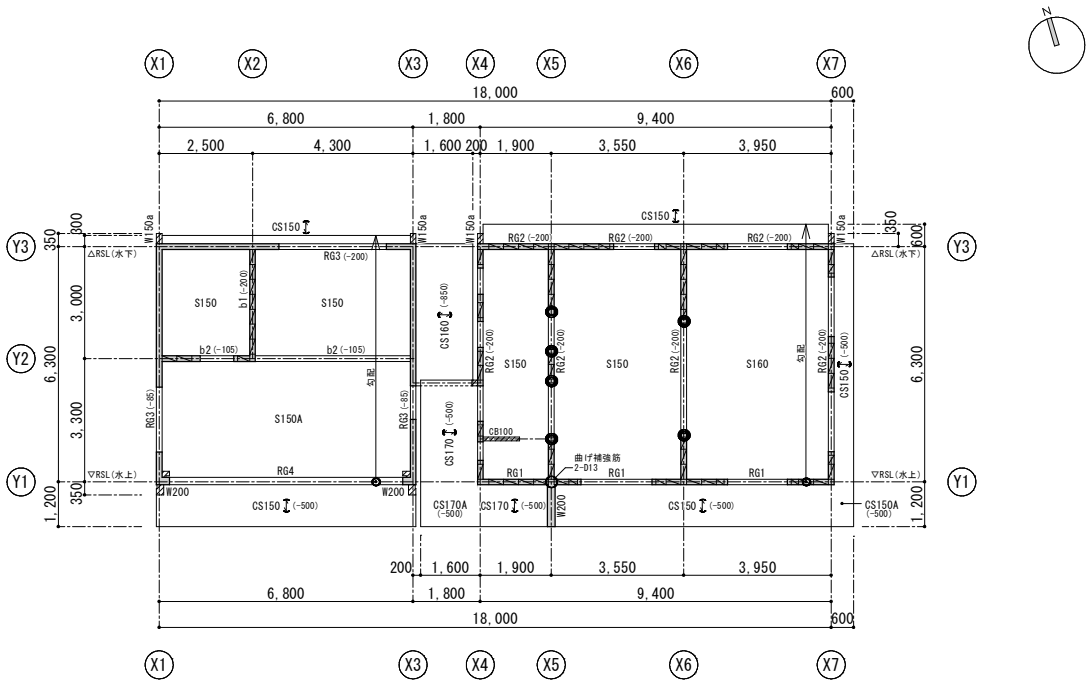 N
X1 X2 X3 X4 X5 X6 X7
18,000 600
6,800 1,800 9,400
2,500 4,300 1,600 200 1,900 3,550 3,950
CS150
CS150
W150a W150a W150a W150a
300 350
350 600
Y3 Y3
RG3 (-200)
RG2 (-200) RG2 (-200) RG2 (-200)
△RSL(水下) △RSL(水下)
3,000
S150 b1 (-200) S150
CS160 (-850)
b2 (-105) b2 (-105)
Y2
6,300 6,300
S150 S150 S160
RG2 (-200) RG2 (-200) RG2 (-200) RG2 (-200)
CS150 (-500)
勾配 勾配
3,300
RG3 (-85) RG3 (-85)
S150A
CS170 (-500)
CB100
曲げ補強筋
2-D13
RG4
RG1 RG1 RG1
▽RSL(水上) ▽RSL(水上)
Y1 Y1
350
W200 W200 W200
1,200 1,200
CS150 (-500)
CS170A
(-500)
CS170 (-500)
CS150 (-500)
CS150A
(-500)
200 1,600 1,900 3,550 3,950
6,800 1,800 9,400
18,000 600
X1 X3 X4 X5 X6 X7